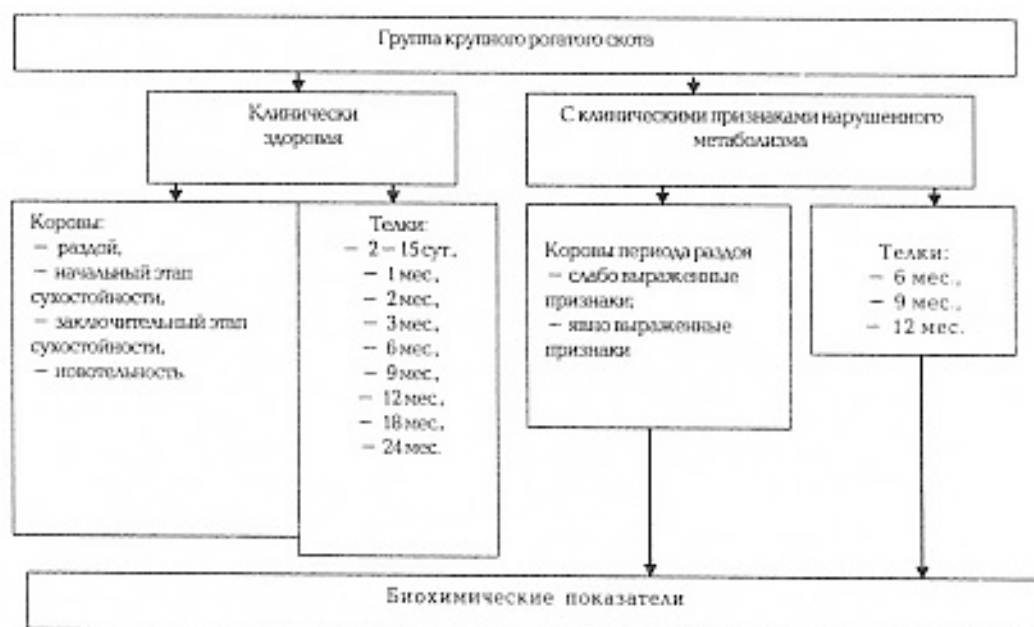 Группа крупного рогатого скота
Клинически
здоровая
С клиническими признаками нарушенного
метаболизма
Коровы:
– раздой,
– начальный этап
сухостойности,
– заключительный этап
сухостойности,
– новотельность.
Телки:
– 2–15 сут.,
– 1 мес.,
– 2 мес.,
– 3 мес.,
– 6 мес.,
– 9 мес.,
– 12 мес.,
– 18 мес.,
– 24 мес.
Коровы периода раздоя
– слабо выраженные
признаки;
– явно выраженные
признаки
Телки:
– 6 мес.,
– 9 мес.,
– 12 мес.
Биохимические показатели